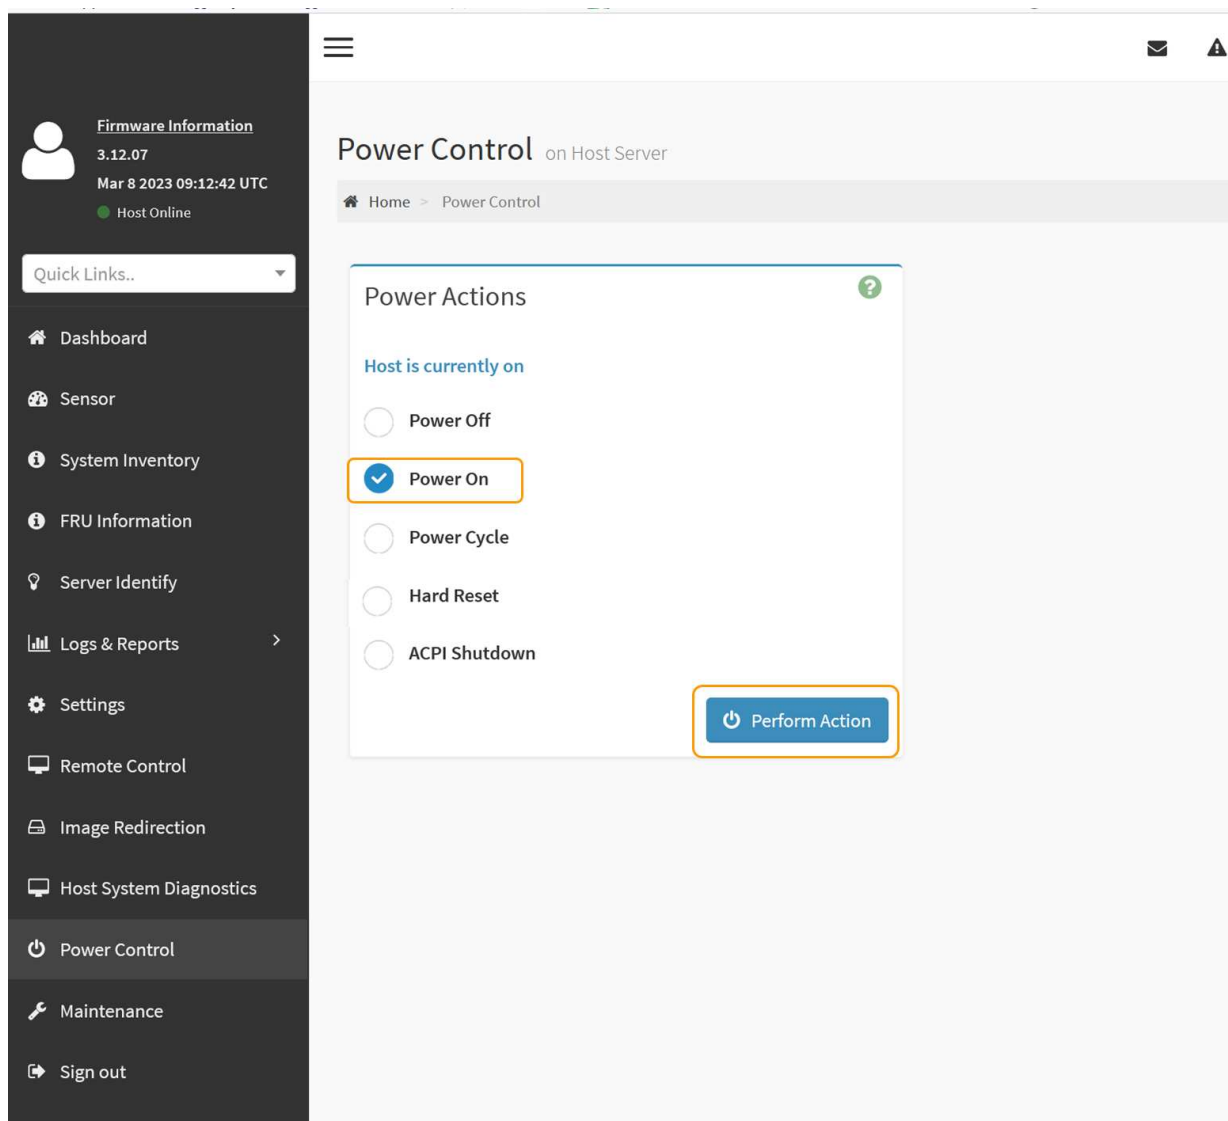 Firmware Information
3.12.07
Mar 8 2023 09:12:42 UTC
Host Online
Quick Links..
Dashboard
Sensor
System Inventory
FRU Information
Server Identify
Logs & Reports
Settings
Remote Control
Image Redirection
Host System Diagnostics
Power Control
Maintenance
Sign out
Power Control on Host Server
Home > Power Control
Power Actions
Host is currently on
Power Off
Power On
Power Cycle
Hard Reset
ACPI Shutdown
Perform Action